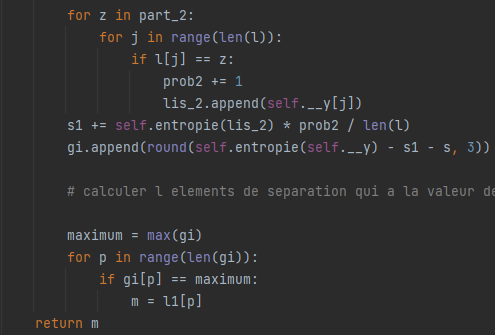 for z in part_2:
for j in range(len(l)):
if l[j] == z:
prob2 += 1
lis_2.append(self.__y[j])
s1 += self.entropie(lis_2) * prob2 / len(l)
gi.append(round(self.entropie(self.__y) - s1 - s, 3))
# calculer l elements de separation qui a la valeur de
maximum = max(gi)
for p in range(len(gi)):
if gi[p] == maximum:
m = l1[p]
return m